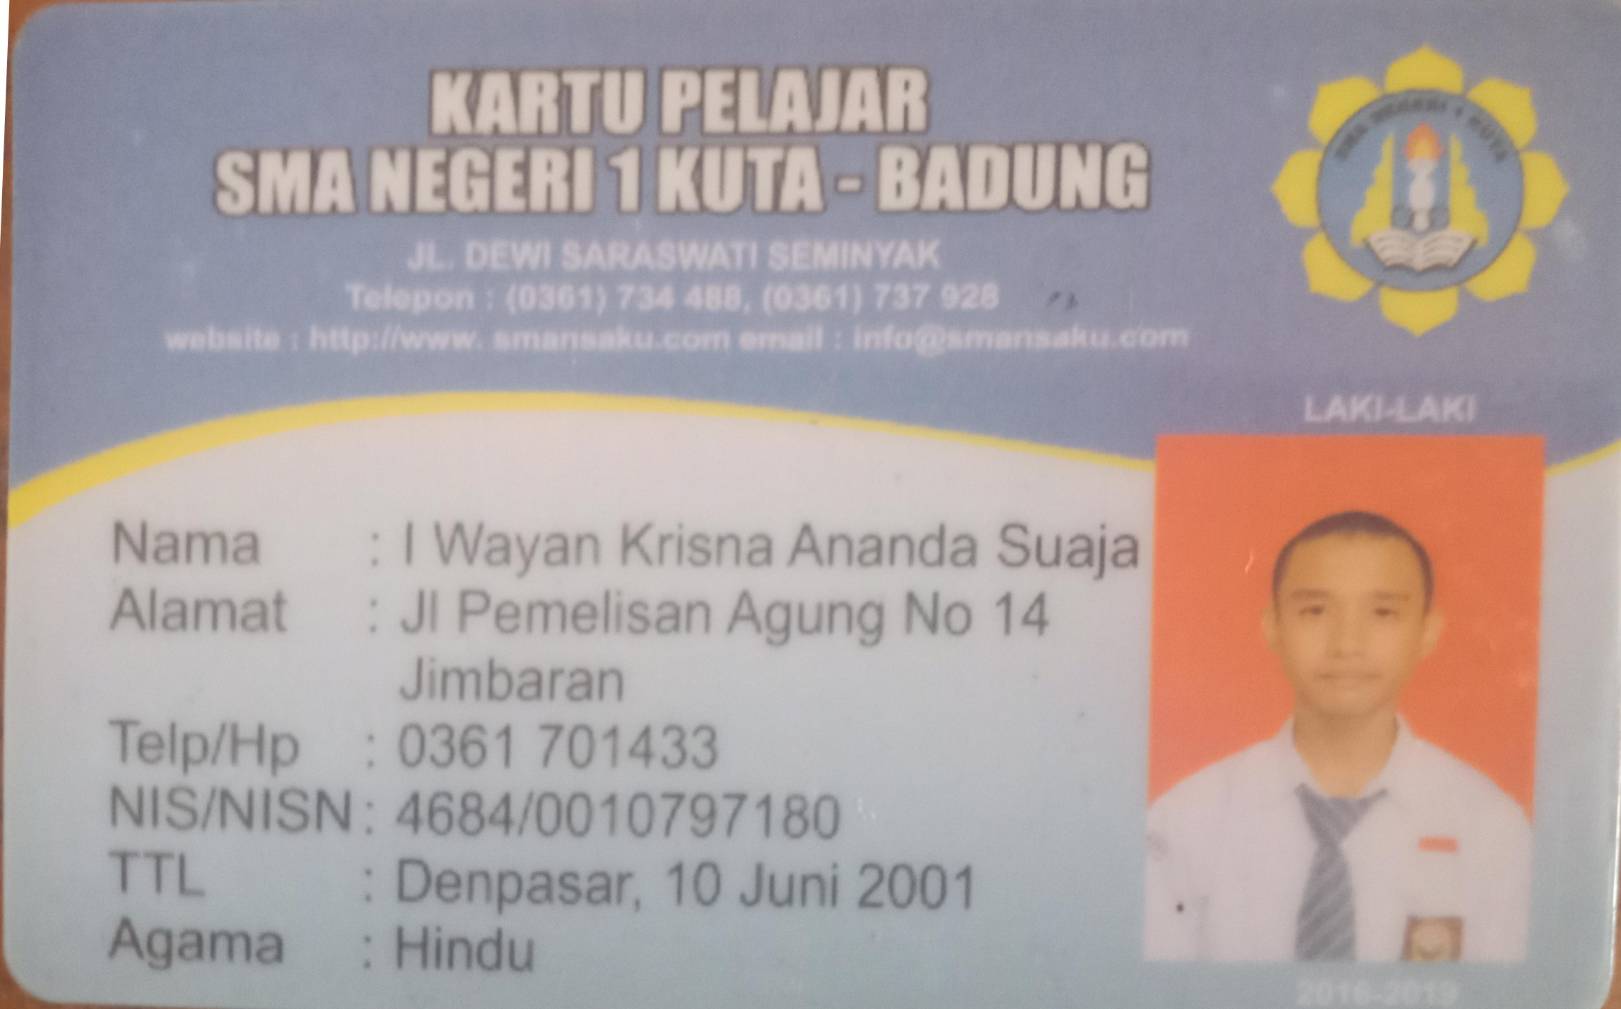 KARTU PELAJAR
SMA NEGERI 1 KUTA - BADUNG
JL. DEWI SARASWATI SEMINYAK
Telepon : (0361) 734 488, (0361) 737 928
website : http://www. smansaku.com email : info@smansaku.com
SMA NEGERI 1 KUTA
LAKI-LAKI
Nama : I Wayan Krisna Ananda Suaja
Alamat : Jl Pemelisan Agung No 14
Jimbaran
Telp/Hp : 0361 701433
NIS/NISN : 4684/0010797180
TTL : Denpasar, 10 Juni 2001
Agama : Hindu
2016-2019